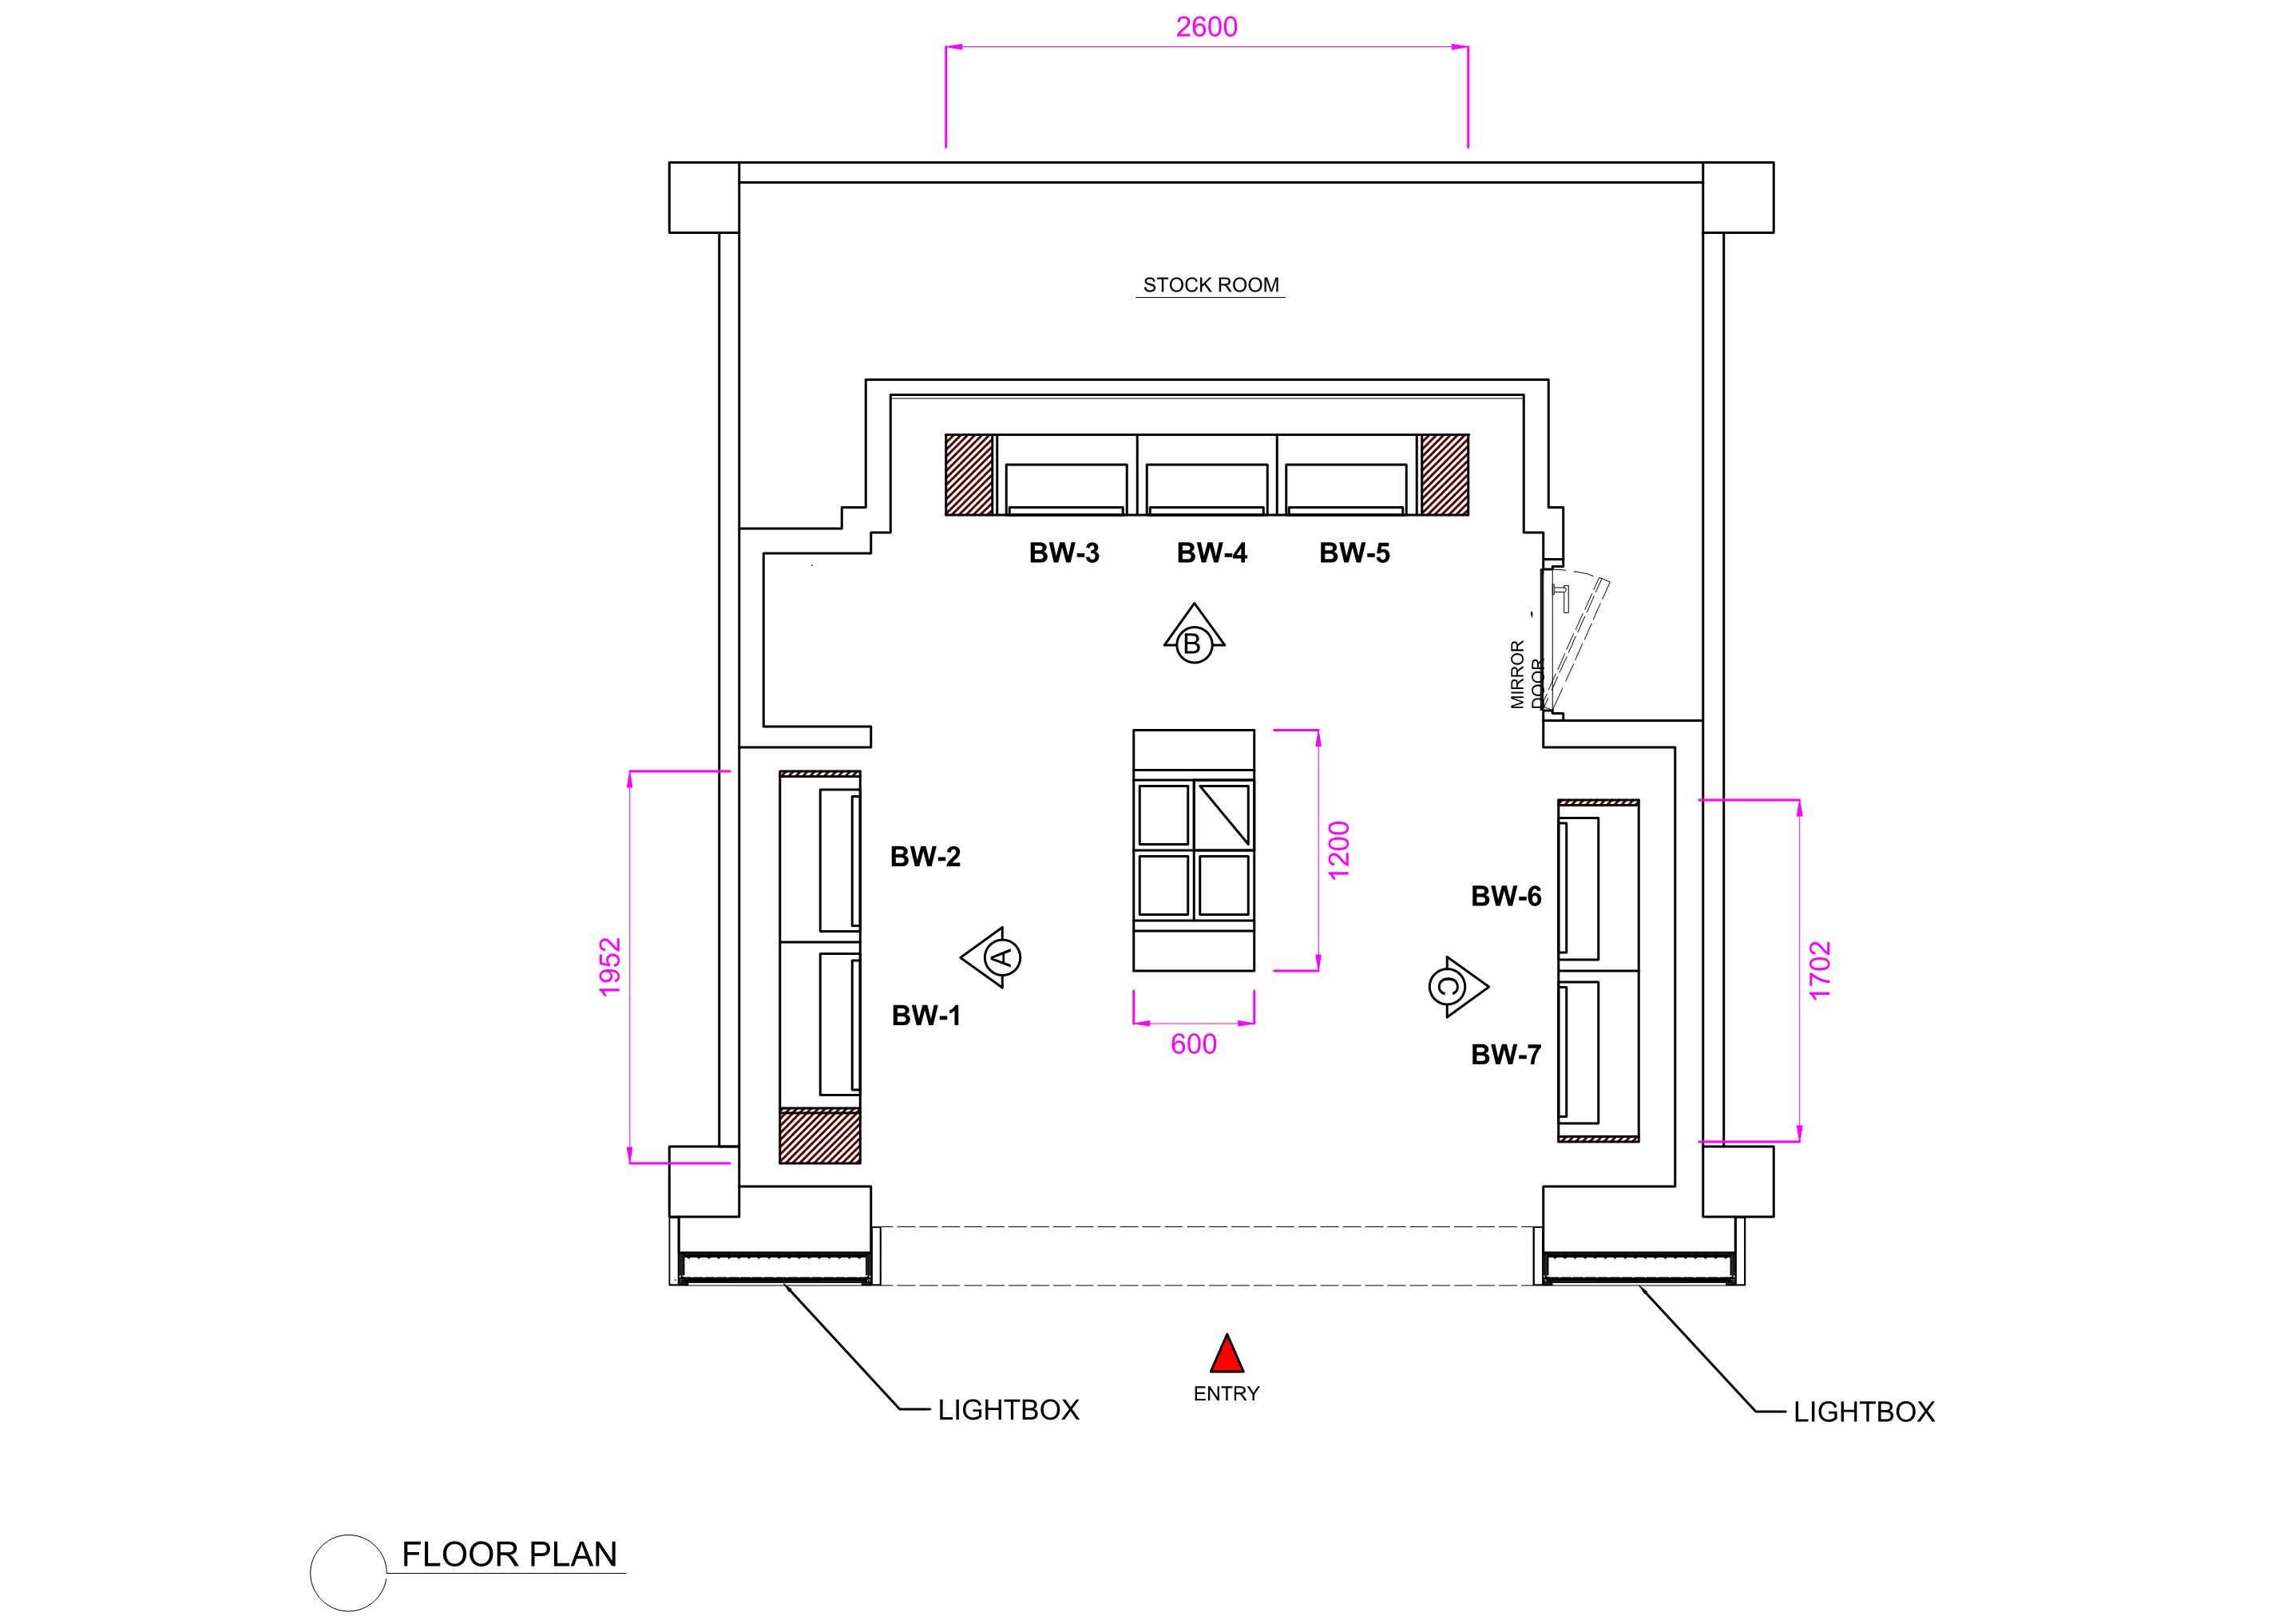 2600
STOCK ROOM
BW-3 BW-4 BW-5
B
MIRROR
DOOR
BW-2
1200
BW-6
1952
A
C
1702
BW-1
600
BW-7
ENTRY
LIGHTBOX
LIGHTBOX
FLOOR PLAN